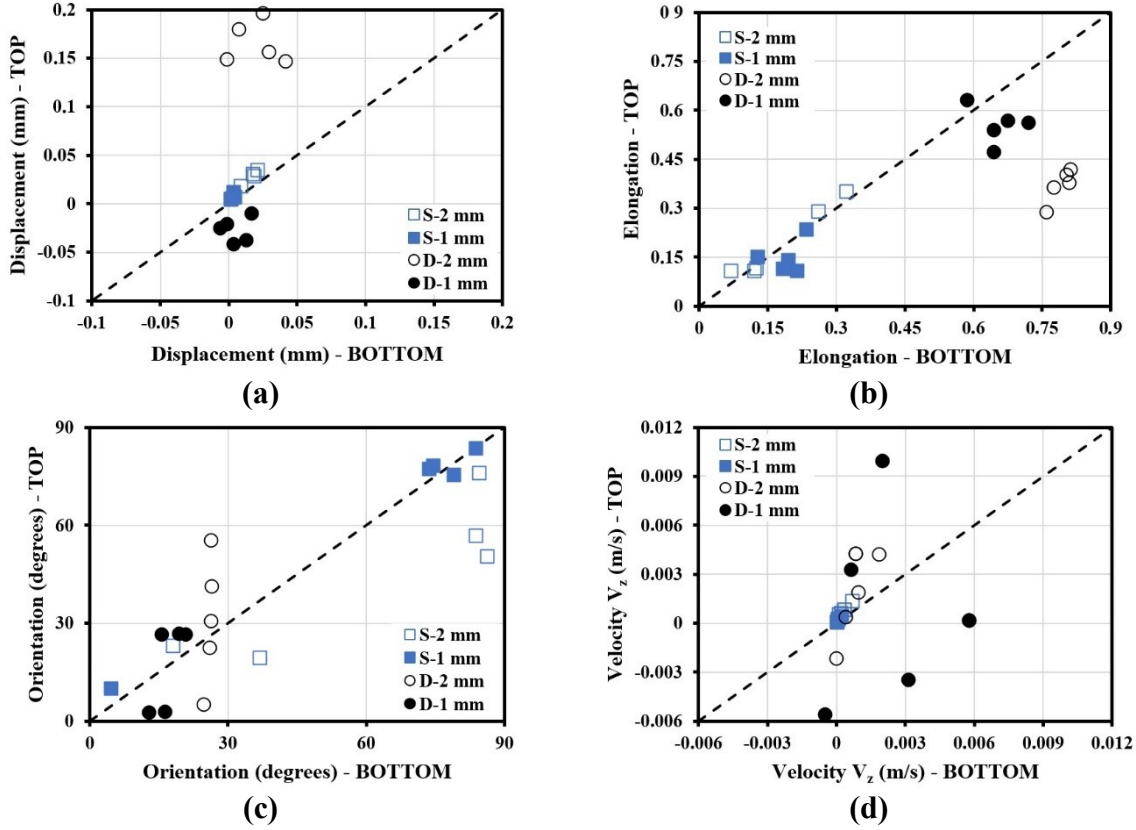 0.2
0.15
0.1
0.05
0
-0.05
-0.1
Displacement (mm) - TOP
S-2 mm
S-1 mm
D-2 mm
D-1 mm
-0.1 -0.05 0 0.05 0.1 0.15 0.2
Displacement (mm) - BOTTOM
(a)
0.9
0.75
0.6
0.45
0.3
0.15
0
Elongation - TOP
S-2 mm
S-1 mm
D-2 mm
D-1 mm
0 0.15 0.3 0.45 0.6 0.75 0.9
Elongation - BOTTOM
(b)
90
60
30
0
Orientation (degrees) - TOP
S-2 mm
S-1 mm
D-2 mm
D-1 mm
0 30 60 90
Orientation (degrees) - BOTTOM
(c)
0.012
0.009
0.006
0.003
0
-0.003
-0.006
Velocity Vz (m/s) - TOP
S-2 mm
S-1 mm
D-2 mm
D-1 mm
-0.006 -0.003 0 0.003 0.006 0.009 0.012
Velocity Vz (m/s) - BOTTOM
(d)